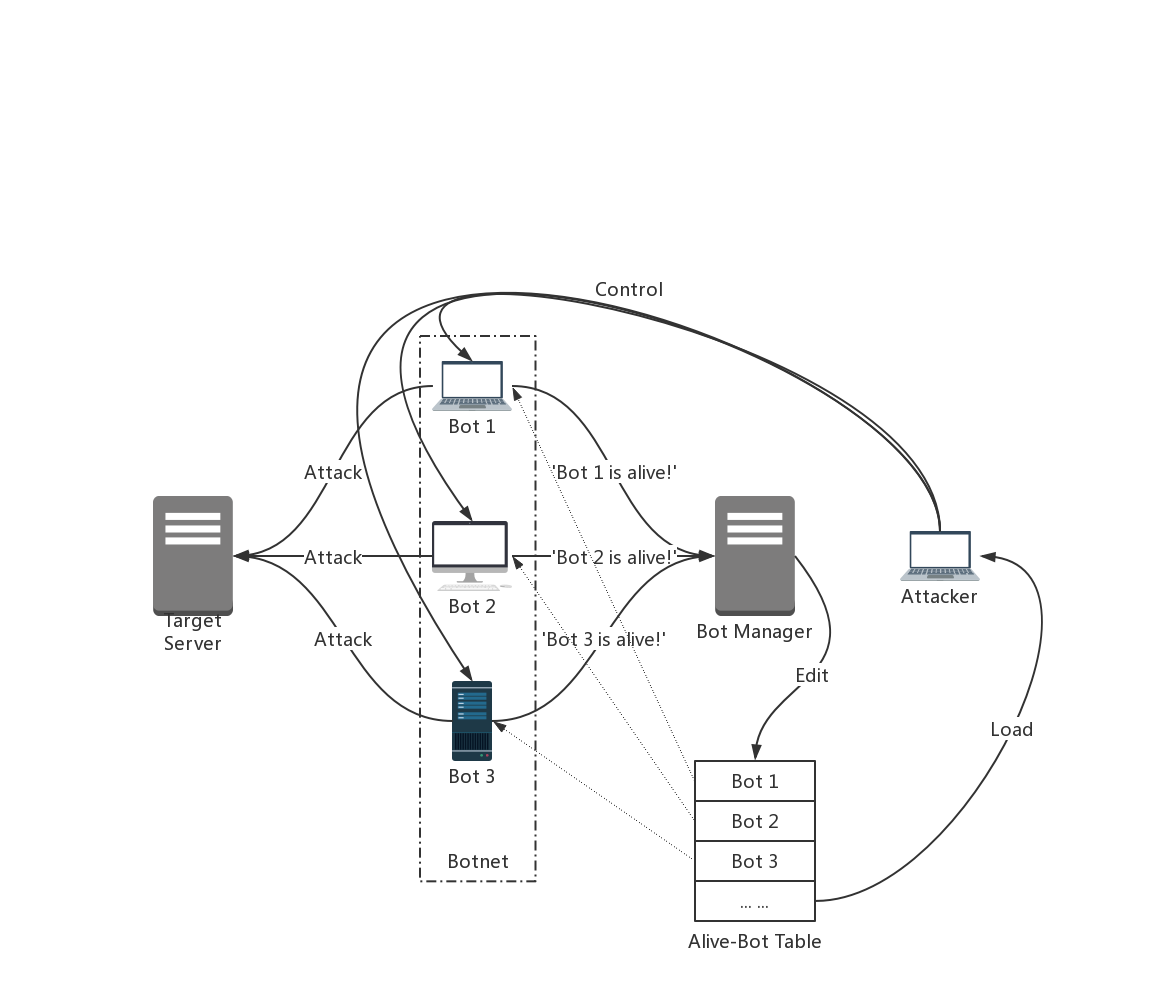 Control
Bot 1
Attack
'Bot 1 is alive!'
Attack
'Bot 2 is alive!'
Bot 2
Target
Server
Attack
'Bot 3 is alive!'
Bot Manager
Attacker
Edit
Load
Bot 3
Botnet
Bot 1
Bot 2
Bot 3
... ...
Alive-Bot Table